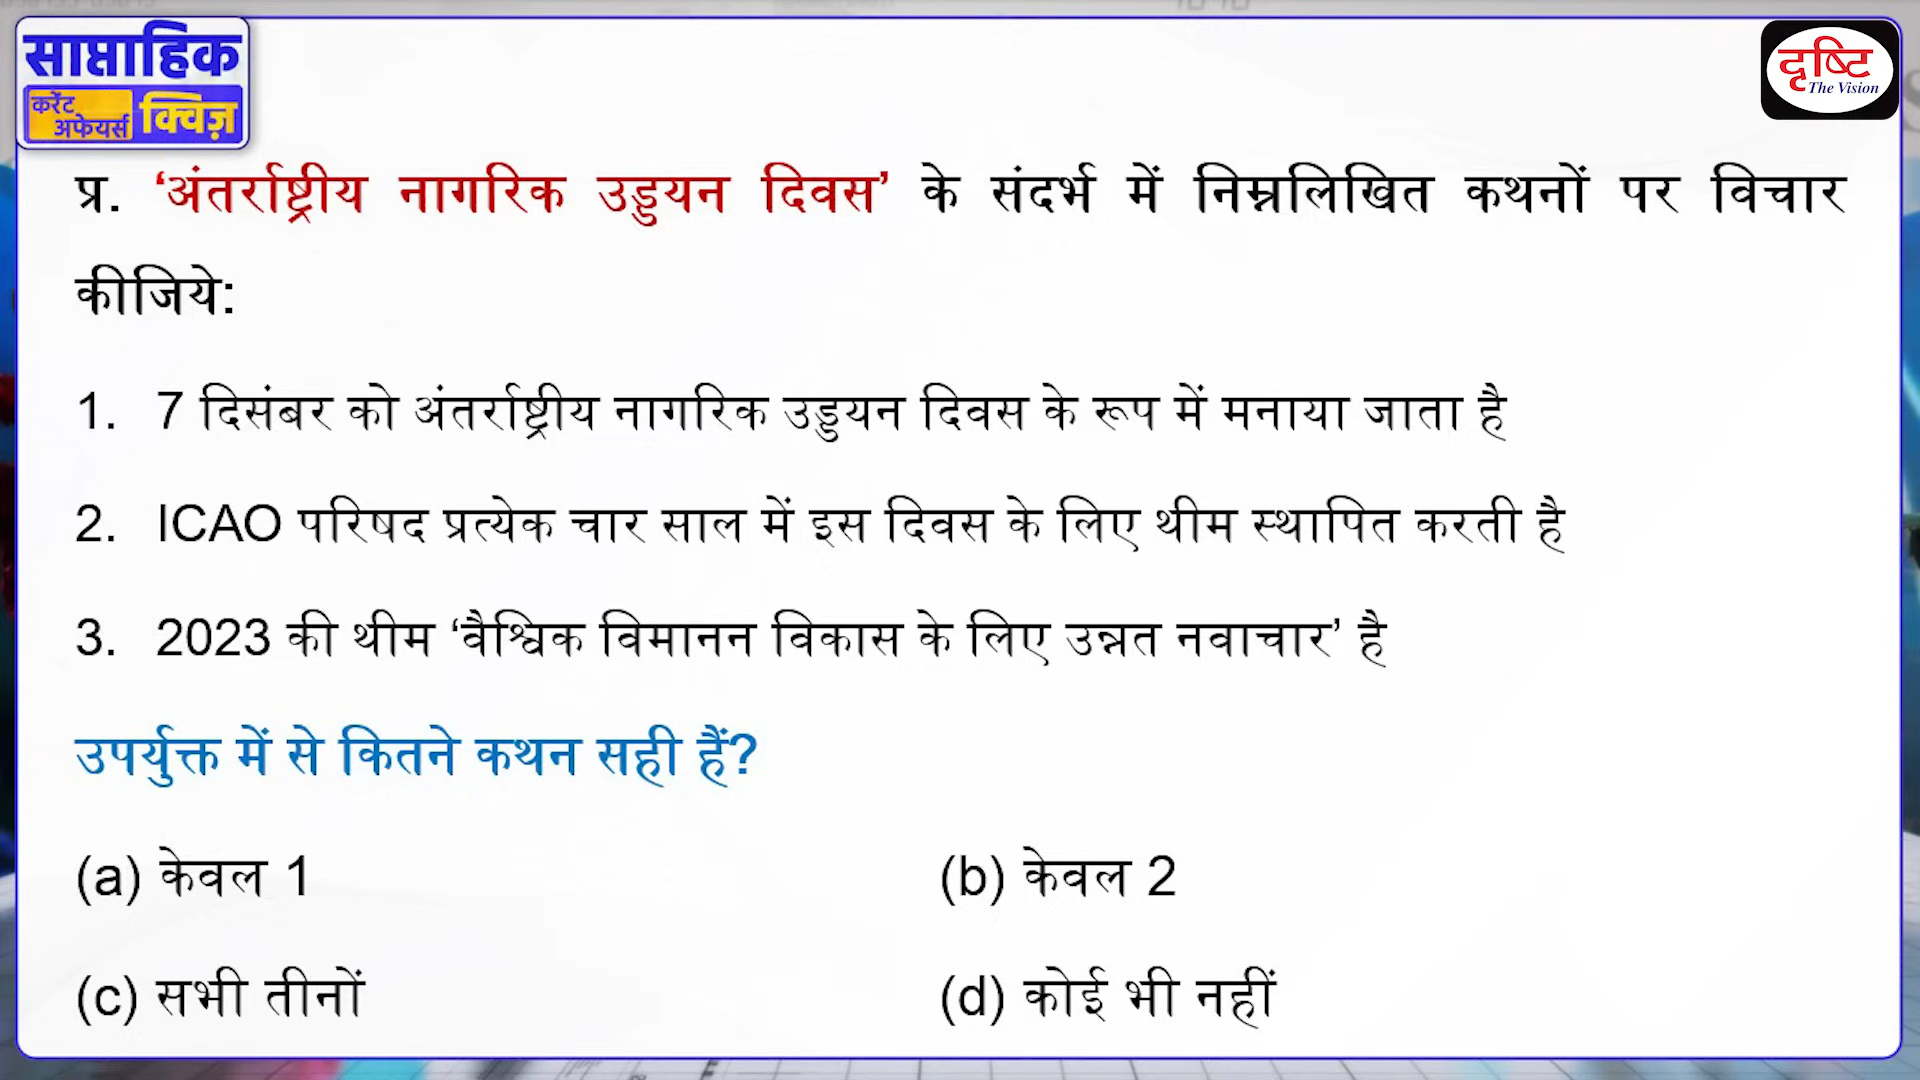 साप्ताहिक
करेंट
अफेयर्स
क्विज़
दृष्टि
The Vision
प्र. ‘अंतर्राष्ट्रीय नागरिक उड्डयन दिवस’ के संदर्भ में निम्नलिखित कथनों पर विचार
कीजिये:
1. 7 दिसंबर को अंतर्राष्ट्रीय नागरिक उड्डयन दिवस के रूप में मनाया जाता है
2. ICAO परिषद प्रत्येक चार साल में इस दिवस के लिए थीम स्थापित करती है
3. 2023 की थीम ‘वैश्विक विमानन विकास के लिए उन्नत नवाचार’ है
उपर्युक्त में से कितने कथन सही हैं?
(a) केवल 1
(b) केवल 2
(c) सभी तीनों
(d) कोई भी नहीं